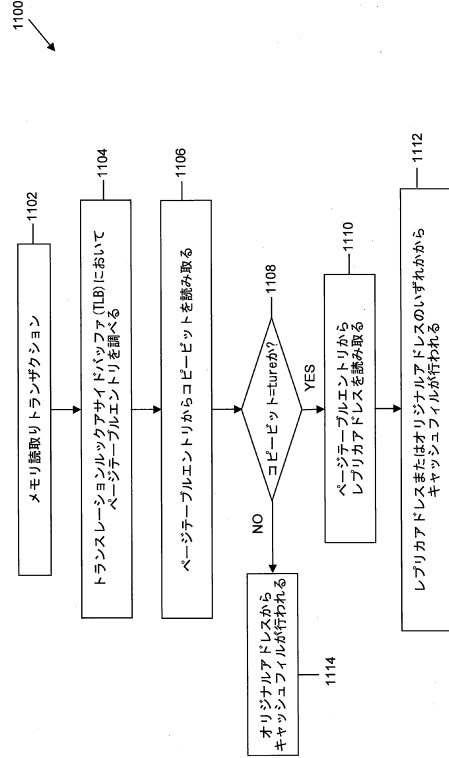 1100
1102
メモリ読取りトランザクション
1104
トランスレーションルックアサイドバッファ(TLB)において
ページテーブルエントリを調べる
1106
ページテーブルエントリからコピービットを読み取る
1108
コピービット=tureか?
NO
YES
1110
ページテーブルエントリから
レプリカアドレスを読み取る
1112
レプリカアドレスまたはオリジナルアドレスのいずれかから
キャッシュフィルが行われる
オリジナルアドレスから
キャッシュフィルが行われる
1114